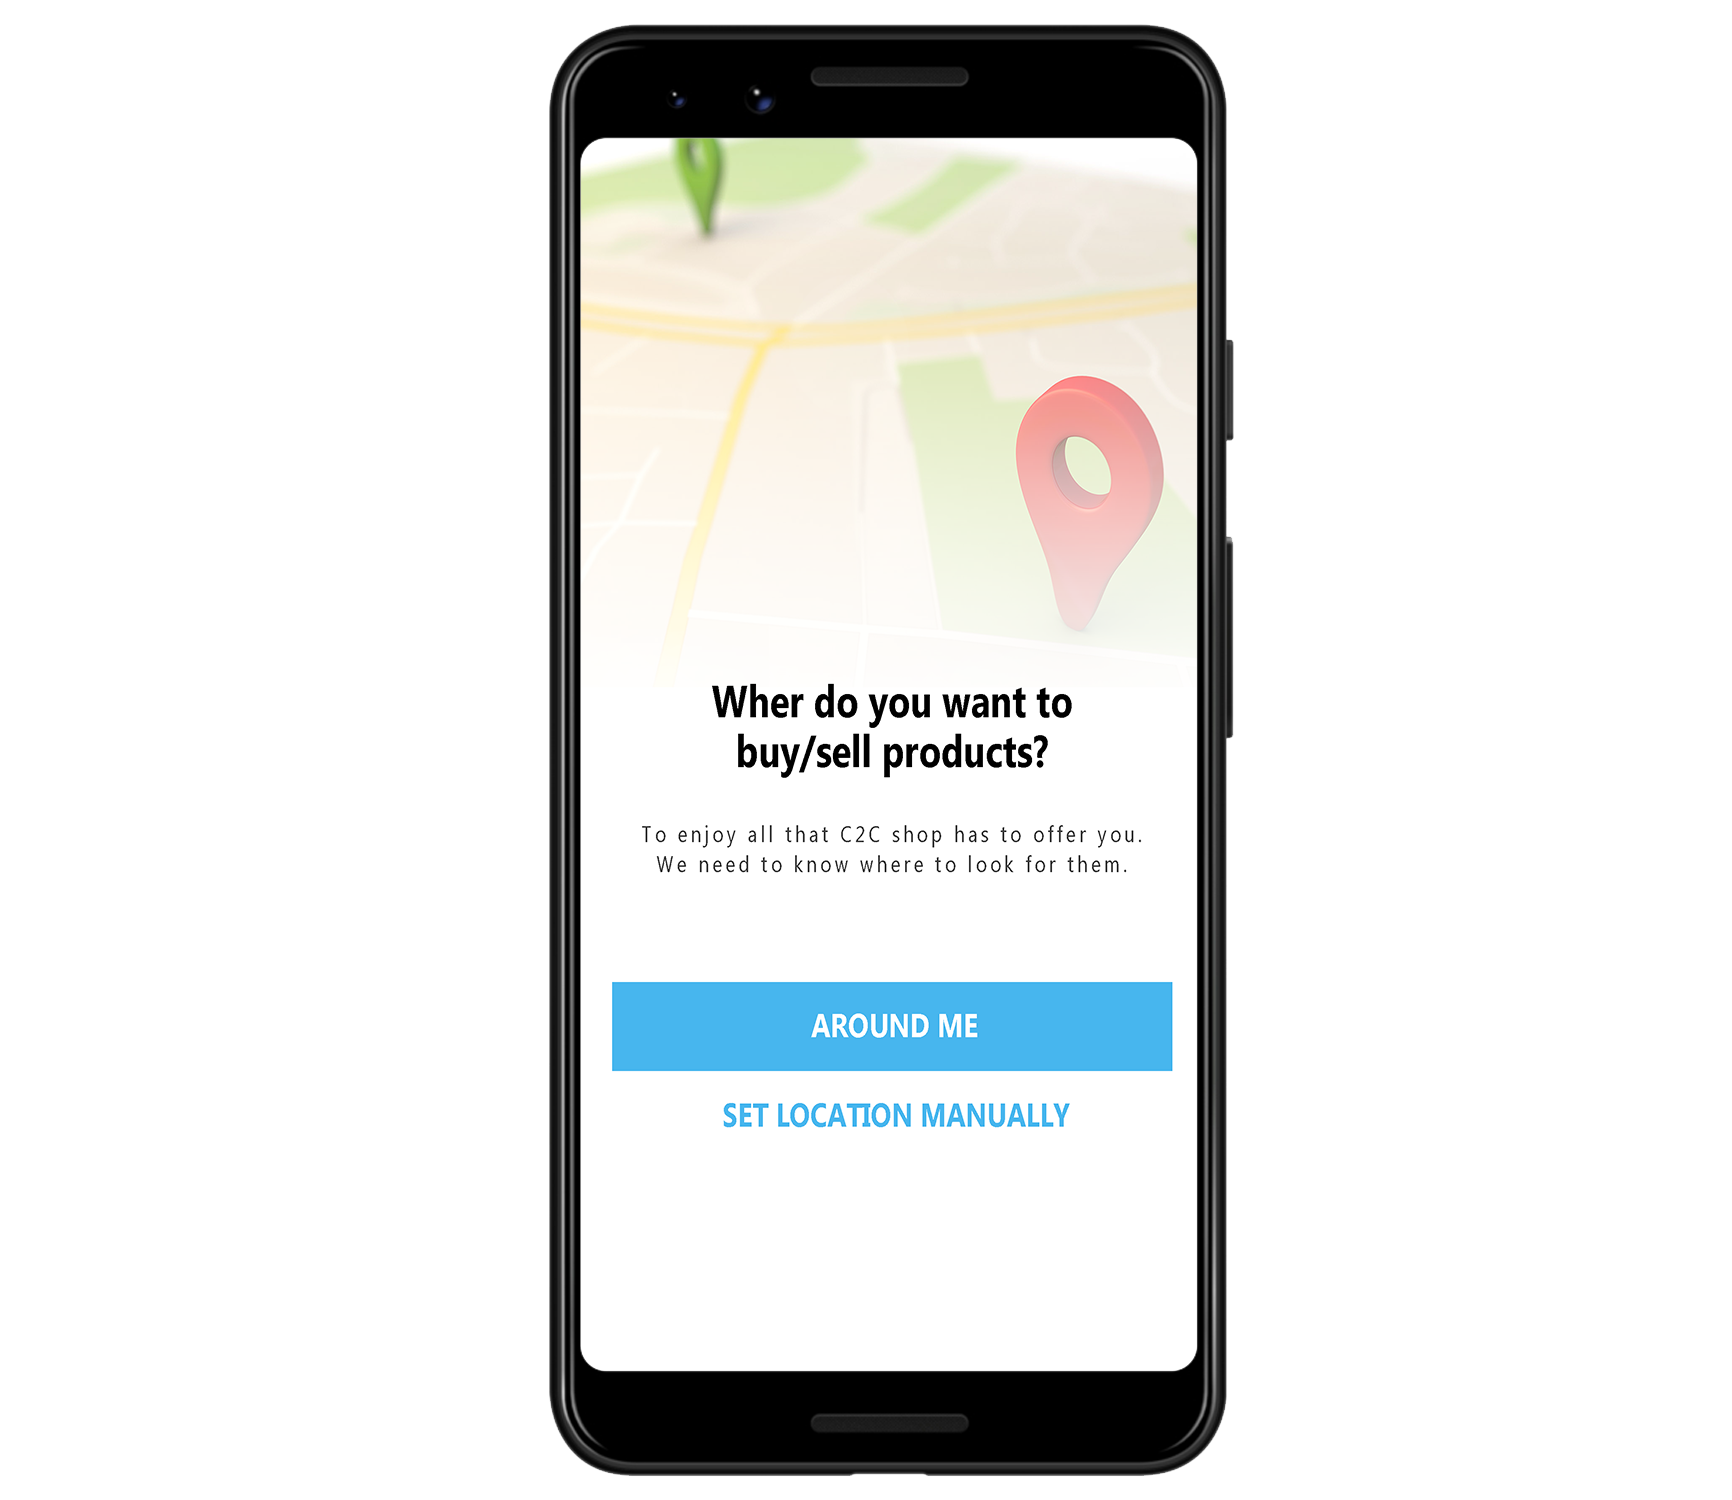 Wher do you want to
buy/sell products?
To enjoy all that C2C shop has to offer you.
We need to know where to look for them.
AROUND ME
SET LOCATION MANUALLY